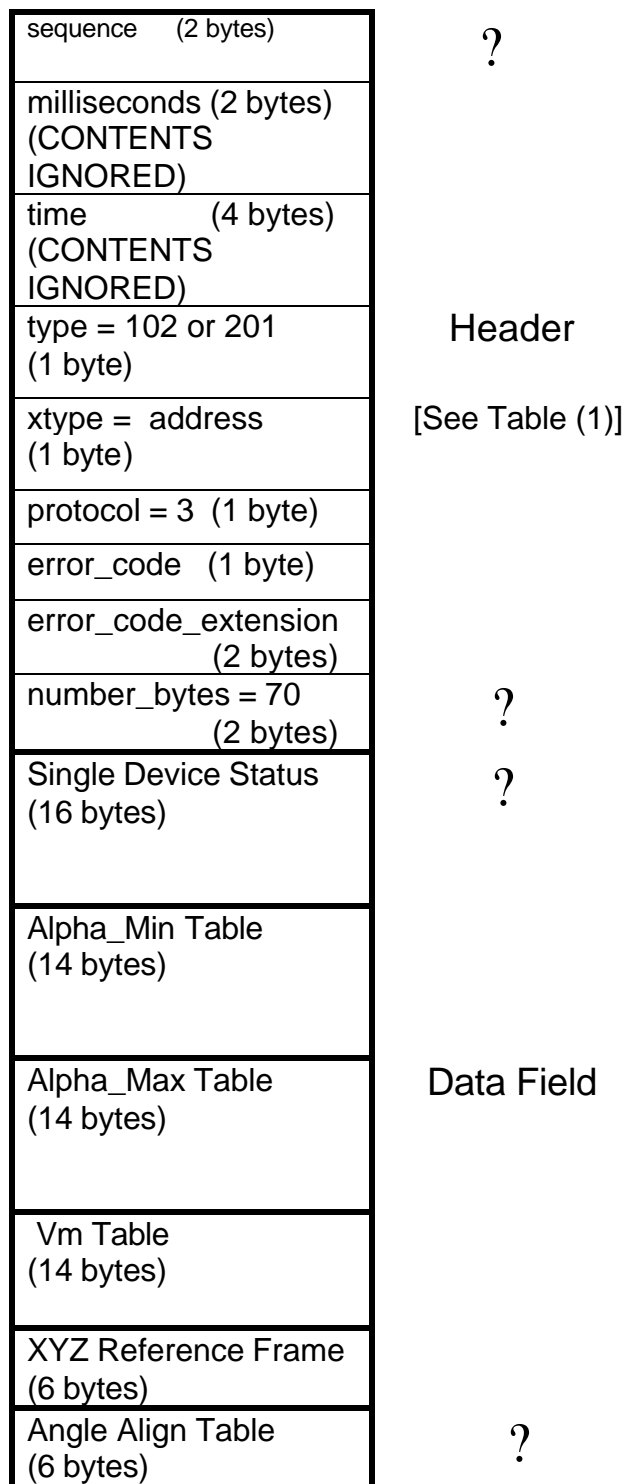 sequence (2 bytes) ?
milliseconds (2 bytes)
(CONTENTS
IGNORED)
time (4 bytes)
(CONTENTS
IGNORED)
type = 102 or 201 Header
(1 byte)
xtype = address [See Table (1)]
(1 byte)
protocol = 3 (1 byte)
error_code (1 byte)
error_code_extension
(2 bytes)
number_bytes = 70 ?
(2 bytes)
Single Device Status ?
(16 bytes)
Alpha_Min Table
(14 bytes)
Alpha_Max Table Data Field
(14 bytes)
Vm Table
(14 bytes)
XYZ Reference Frame
(6 bytes)
Angle Align Table ?
(6 bytes)